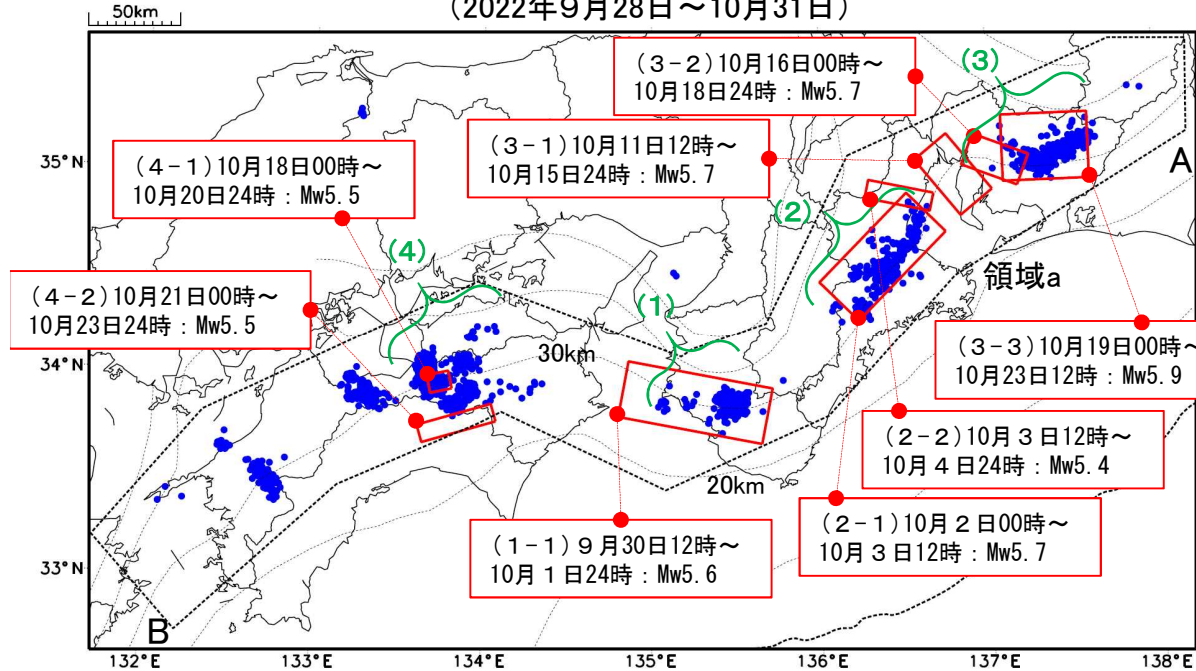 (2022年9月28日～10月31日)
50km
(3-2)10月16日00時～
10月18日24時：Mw5.7
(3)
(3-1)10月11日12時～
10月15日24時：Mw5.7
35°N
A
(4-1)10月18日00時～
10月20日24時：Mw5.5
(2)
(4)
領域a
(4-2)10月21日00時～
10月23日24時：Mw5.5
(1)
30km
34°N
(3-3)10月19日00時～
10月23日12時：Mw5.9
(2-2)10月3日12時～
10月4日24時：Mw5.4
20km
(1-1)9月30日12時～
10月1日24時：Mw5.6
(2-1)10月2日00時～
10月3日12時：Mw5.7
33°N
B
132°E
133°E
134°E
135°E
136°E
137°E
138°E